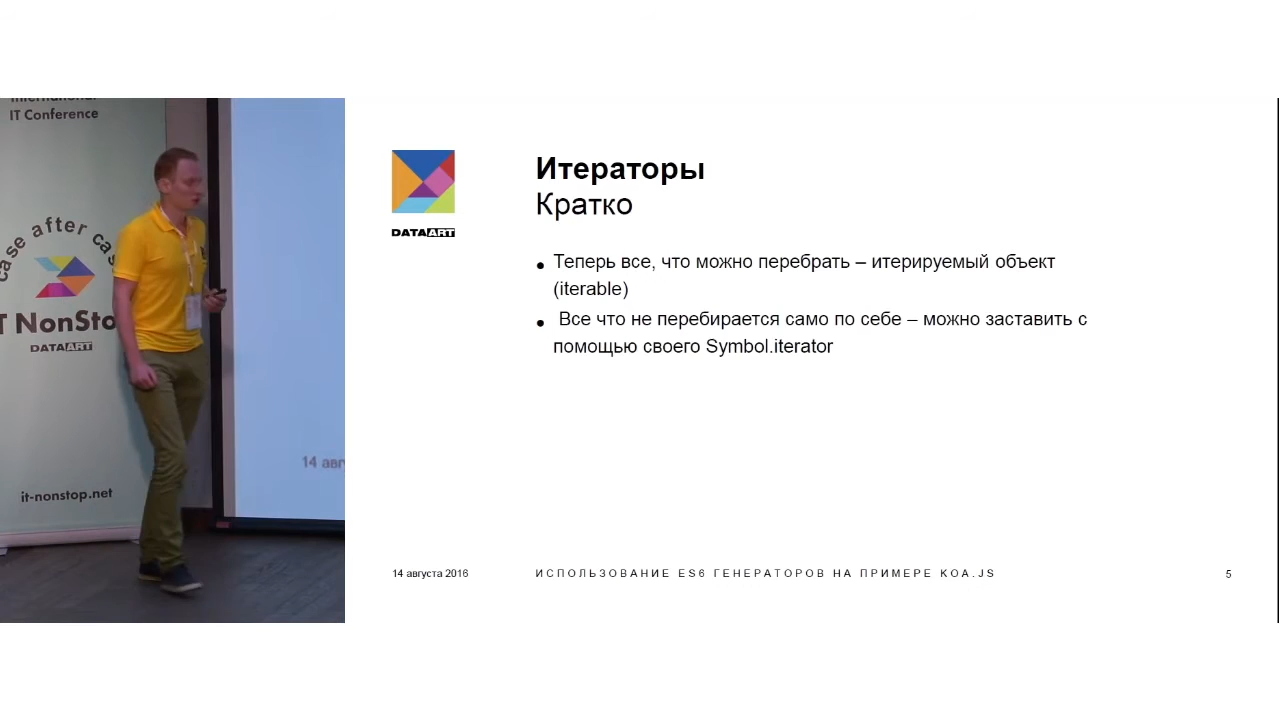 International
IT Conference
case after cas
T NonSto
DATAART
it-nonstop.net
14 авгу
DATAART
Итераторы
Кратко
• Теперь все, что можно перебрать – итерируемый объект
(iterable)
• Все что не перебирается само по себе – можно заставить с
помощью своего Symbol.iterator
14 августа 2016
ИСПОЛЬЗОВАНИЕ ES6 ГЕНЕРАТОРОВ НА ПРИМЕРЕ KOA.JS
5